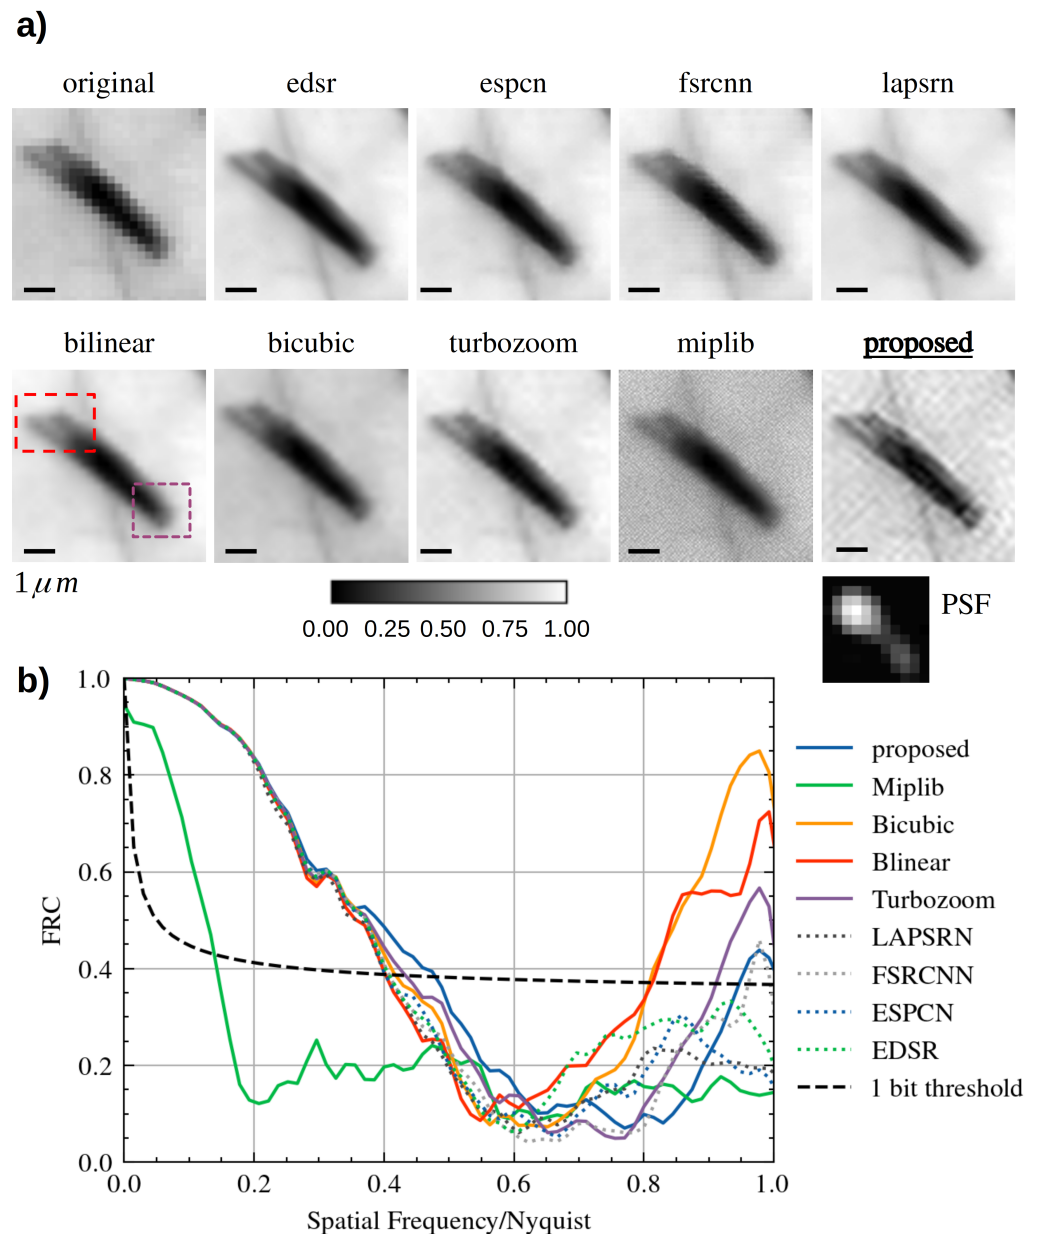 a)
original edsr espcn fsrcnn lapsrn
bilinear bicubic turbozoom miplib proposed
1 μm
0.00 0.25 0.50 0.75 1.00
PSF
b)
1.0
0.8
0.6
0.4
0.2
0.0
FRC
0.0 0.2 0.4 0.6 0.8 1.0
Spatial Frequency/Nyquist
proposed
Miplib
Bicubic
Blinear
Turbozoom
LAPSRN
FSRCNN
ESPCN
EDSR
1 bit threshold